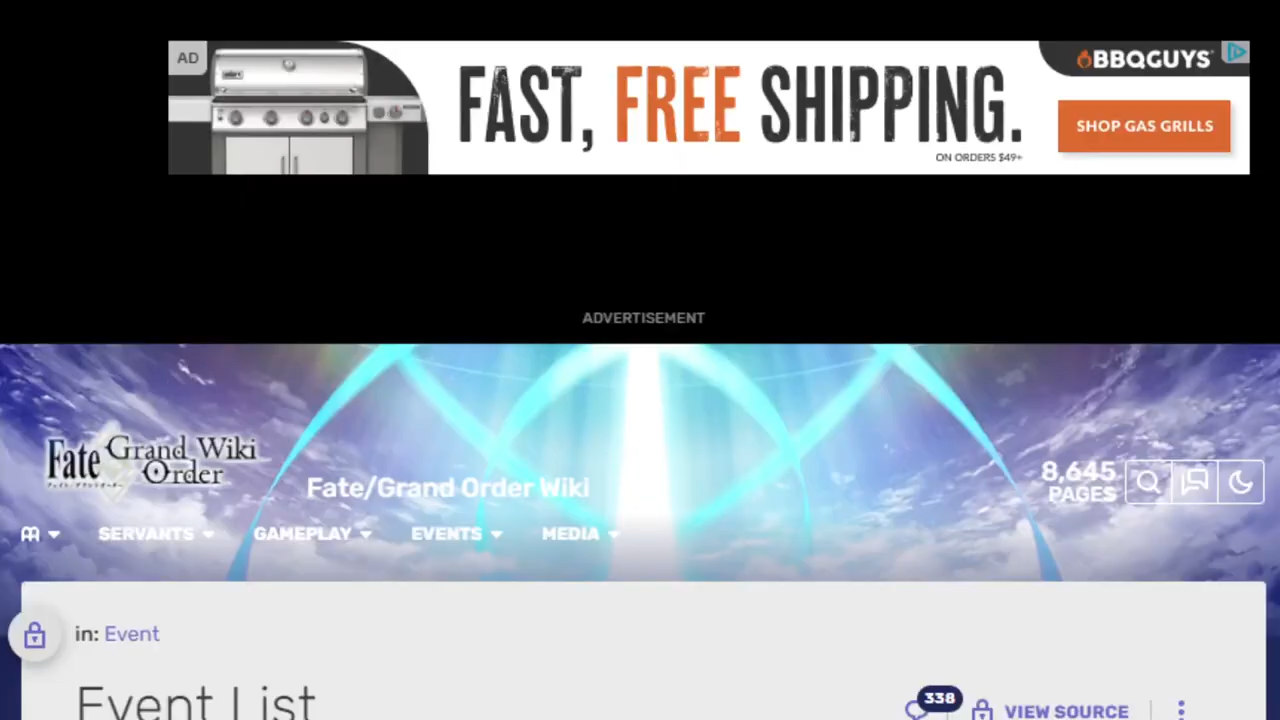 AD
FAST, FREE SHIPPING.
ON ORDERS $49+
BBQGUYS
SHOP GAS GRILLS
ADVERTISEMENT
Fate Grand Order Wiki
Fate/Grand Order Wiki
8,645
PAGES
SERVANTS
GAMEPLAY
EVENTS
MEDIA
in: Event
Event List
338
VIEW SOURCE